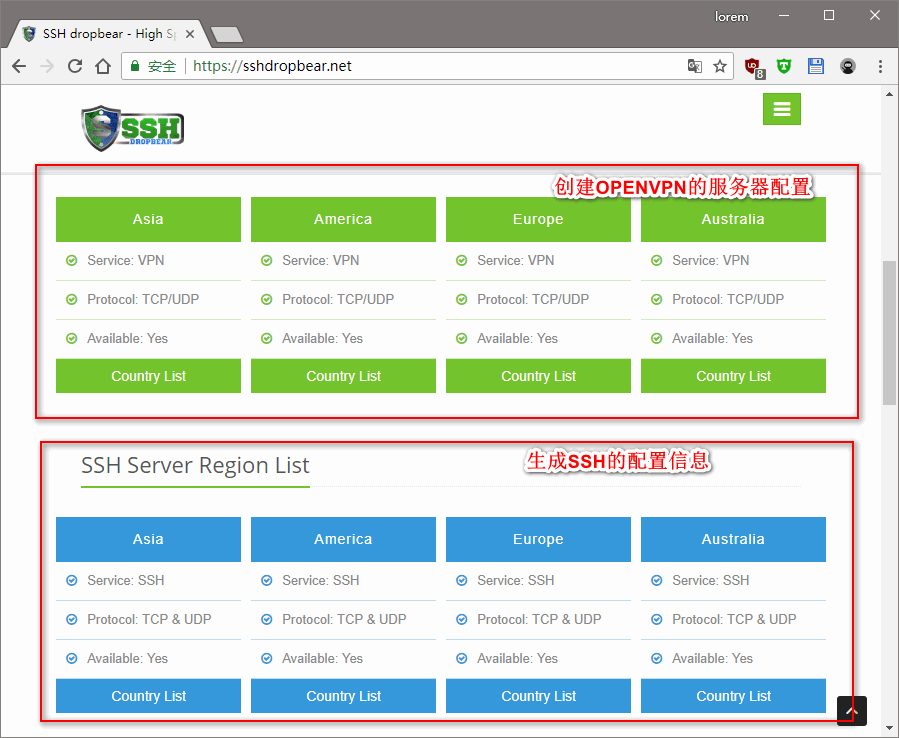 lorem
SSH dropbear - High Sp
安全 https://sshdropbear.net
8
SSH
DROPBEAR
创建OPENVPN的服务器配置
Asia America Europe Australia
Service: VPN Service: VPN Service: VPN Service: VPN
Protocol: TCP/UDP Protocol: TCP/UDP Protocol: TCP/UDP Protocol: TCP/UDP
Available: Yes Available: Yes Available: Yes Available: Yes
Country List Country List Country List Country List
SSH Server Region List
生成SSH的配置信息
Asia America Europe Australia
Service: SSH Service: SSH Service: SSH Service: SSH
Protocol: TCP & UDP Protocol: TCP & UDP Protocol: TCP & UDP Protocol: TCP & UDP
Available: Yes Available: Yes Available: Yes Available: Yes
Country List Country List Country List Country List